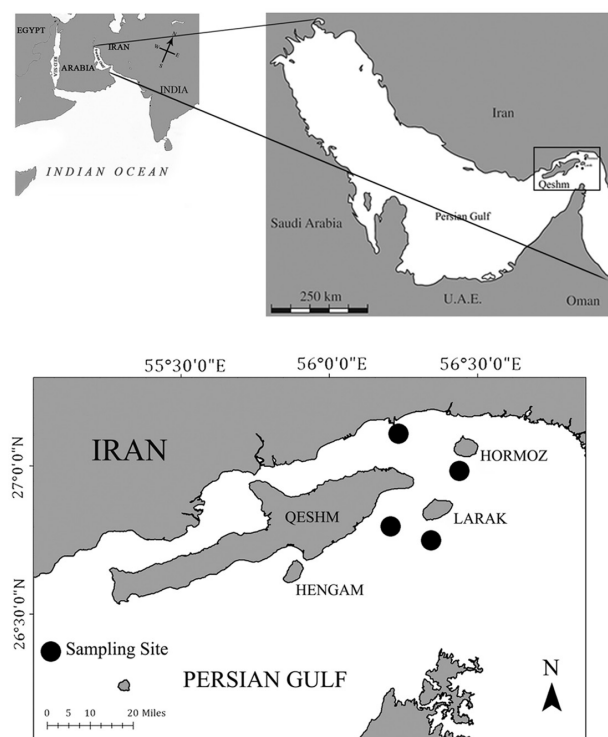 EGYPT
IRAN
ARABIA
INDIA
N
W
E
S
INDIAN OCEAN
Iran
Qeshm
Persian Gulf
Saudi Arabia
250 km
U.A.E.
Oman
55°30'0"E
56°0'0"E
56°30'0"E
IRAN
HORMOZ
27°0'0"N
QESHM
LARAK
HENGAM
26°30'0"N
Sampling Site
PERSIAN GULF
N
0 5 10 20 Miles